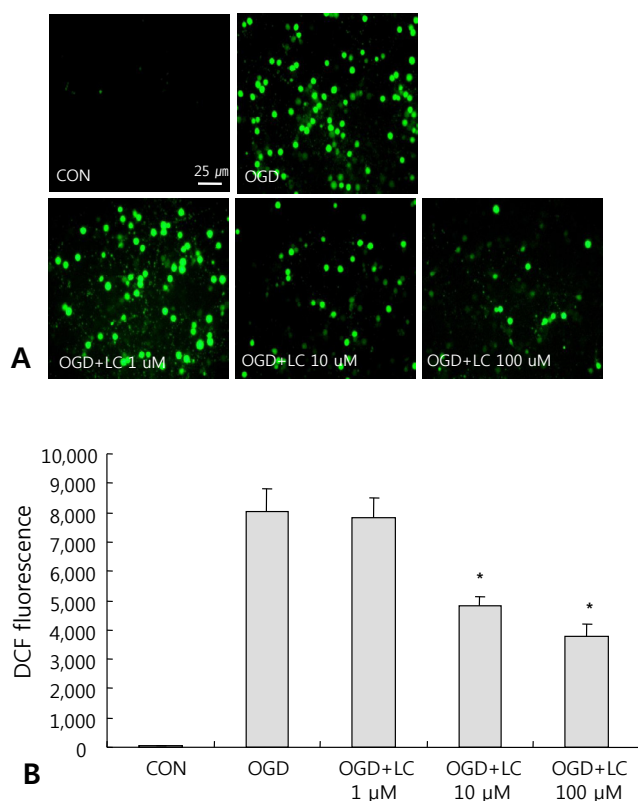 CON
25 μm
OGD
OGD+LC 1 uM
OGD+LC 10 uM
OGD+LC 100 uM
A
10,000
9,000
8,000
7,000
6,000
5,000
4,000
3,000
2,000
1,000
0
DCF fluorescence
*
*
CON
OGD
OGD+LC
1 μM
OGD+LC
10 μM
OGD+LC
100 μM
B